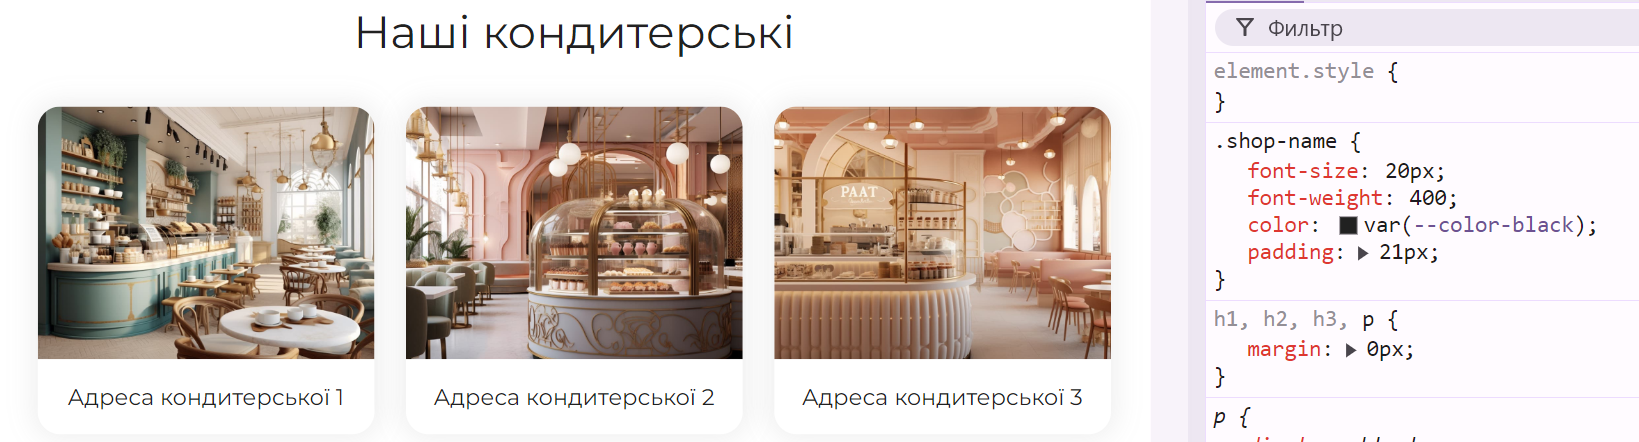 Наші кондитерські
PAAT
Адреса кондитерської 1
Адреса кондитерської 2
Адреса кондитерської 3
Фильтр
element.style {
}
.shop-name {
font-size: 20px;
font-weight: 400;
color: var(--color-black);
padding: 21px;
}
h1, h2, h3, p {
margin: 0px;
}
p {